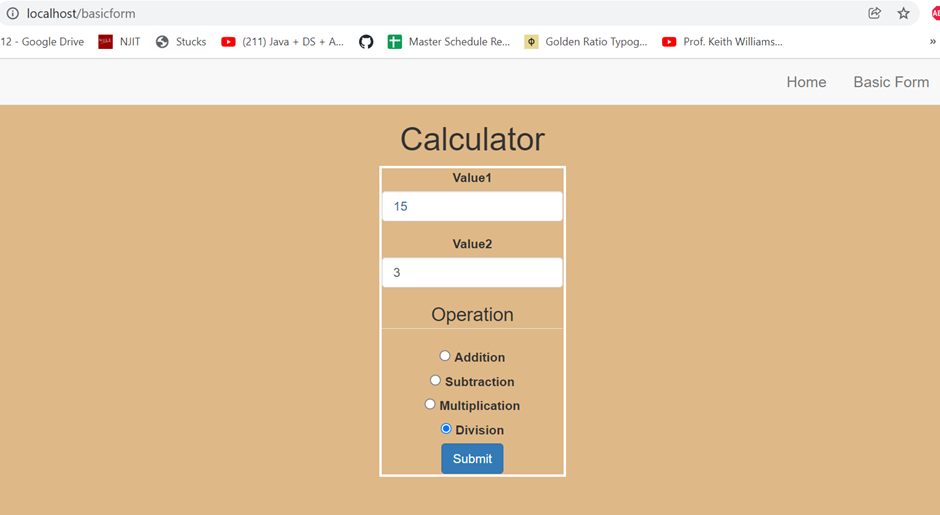 localhost/basicform
12 - Google Drive NJIT Stucks (211) Java + DS + A... Master Schedule Re... Golden Ratio Typog... Prof. Keith Williams... »
Home Basic Form
Calculator
Value1
15
Value2
3
Operation
Addition
Subtraction
Multiplication
Division
Submit